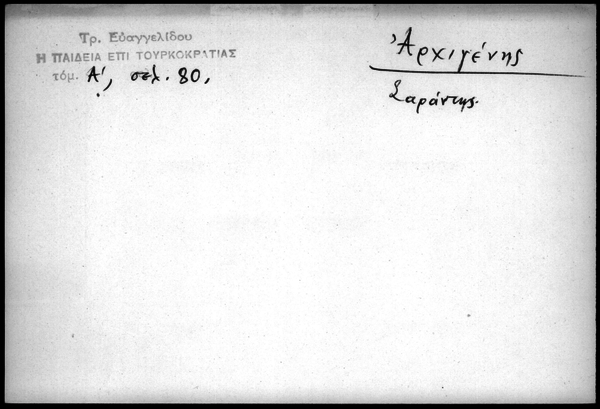 Τρ. Εὐαγγελίδου
Η ΠΑΙΔΕΙΑ ΕΠΙ ΤΟΥΡΚΟΚΡΑΤΙΑΣ
τόμ. Α', σελ. 80.
Ἀρχιγένης
Σαράντης.